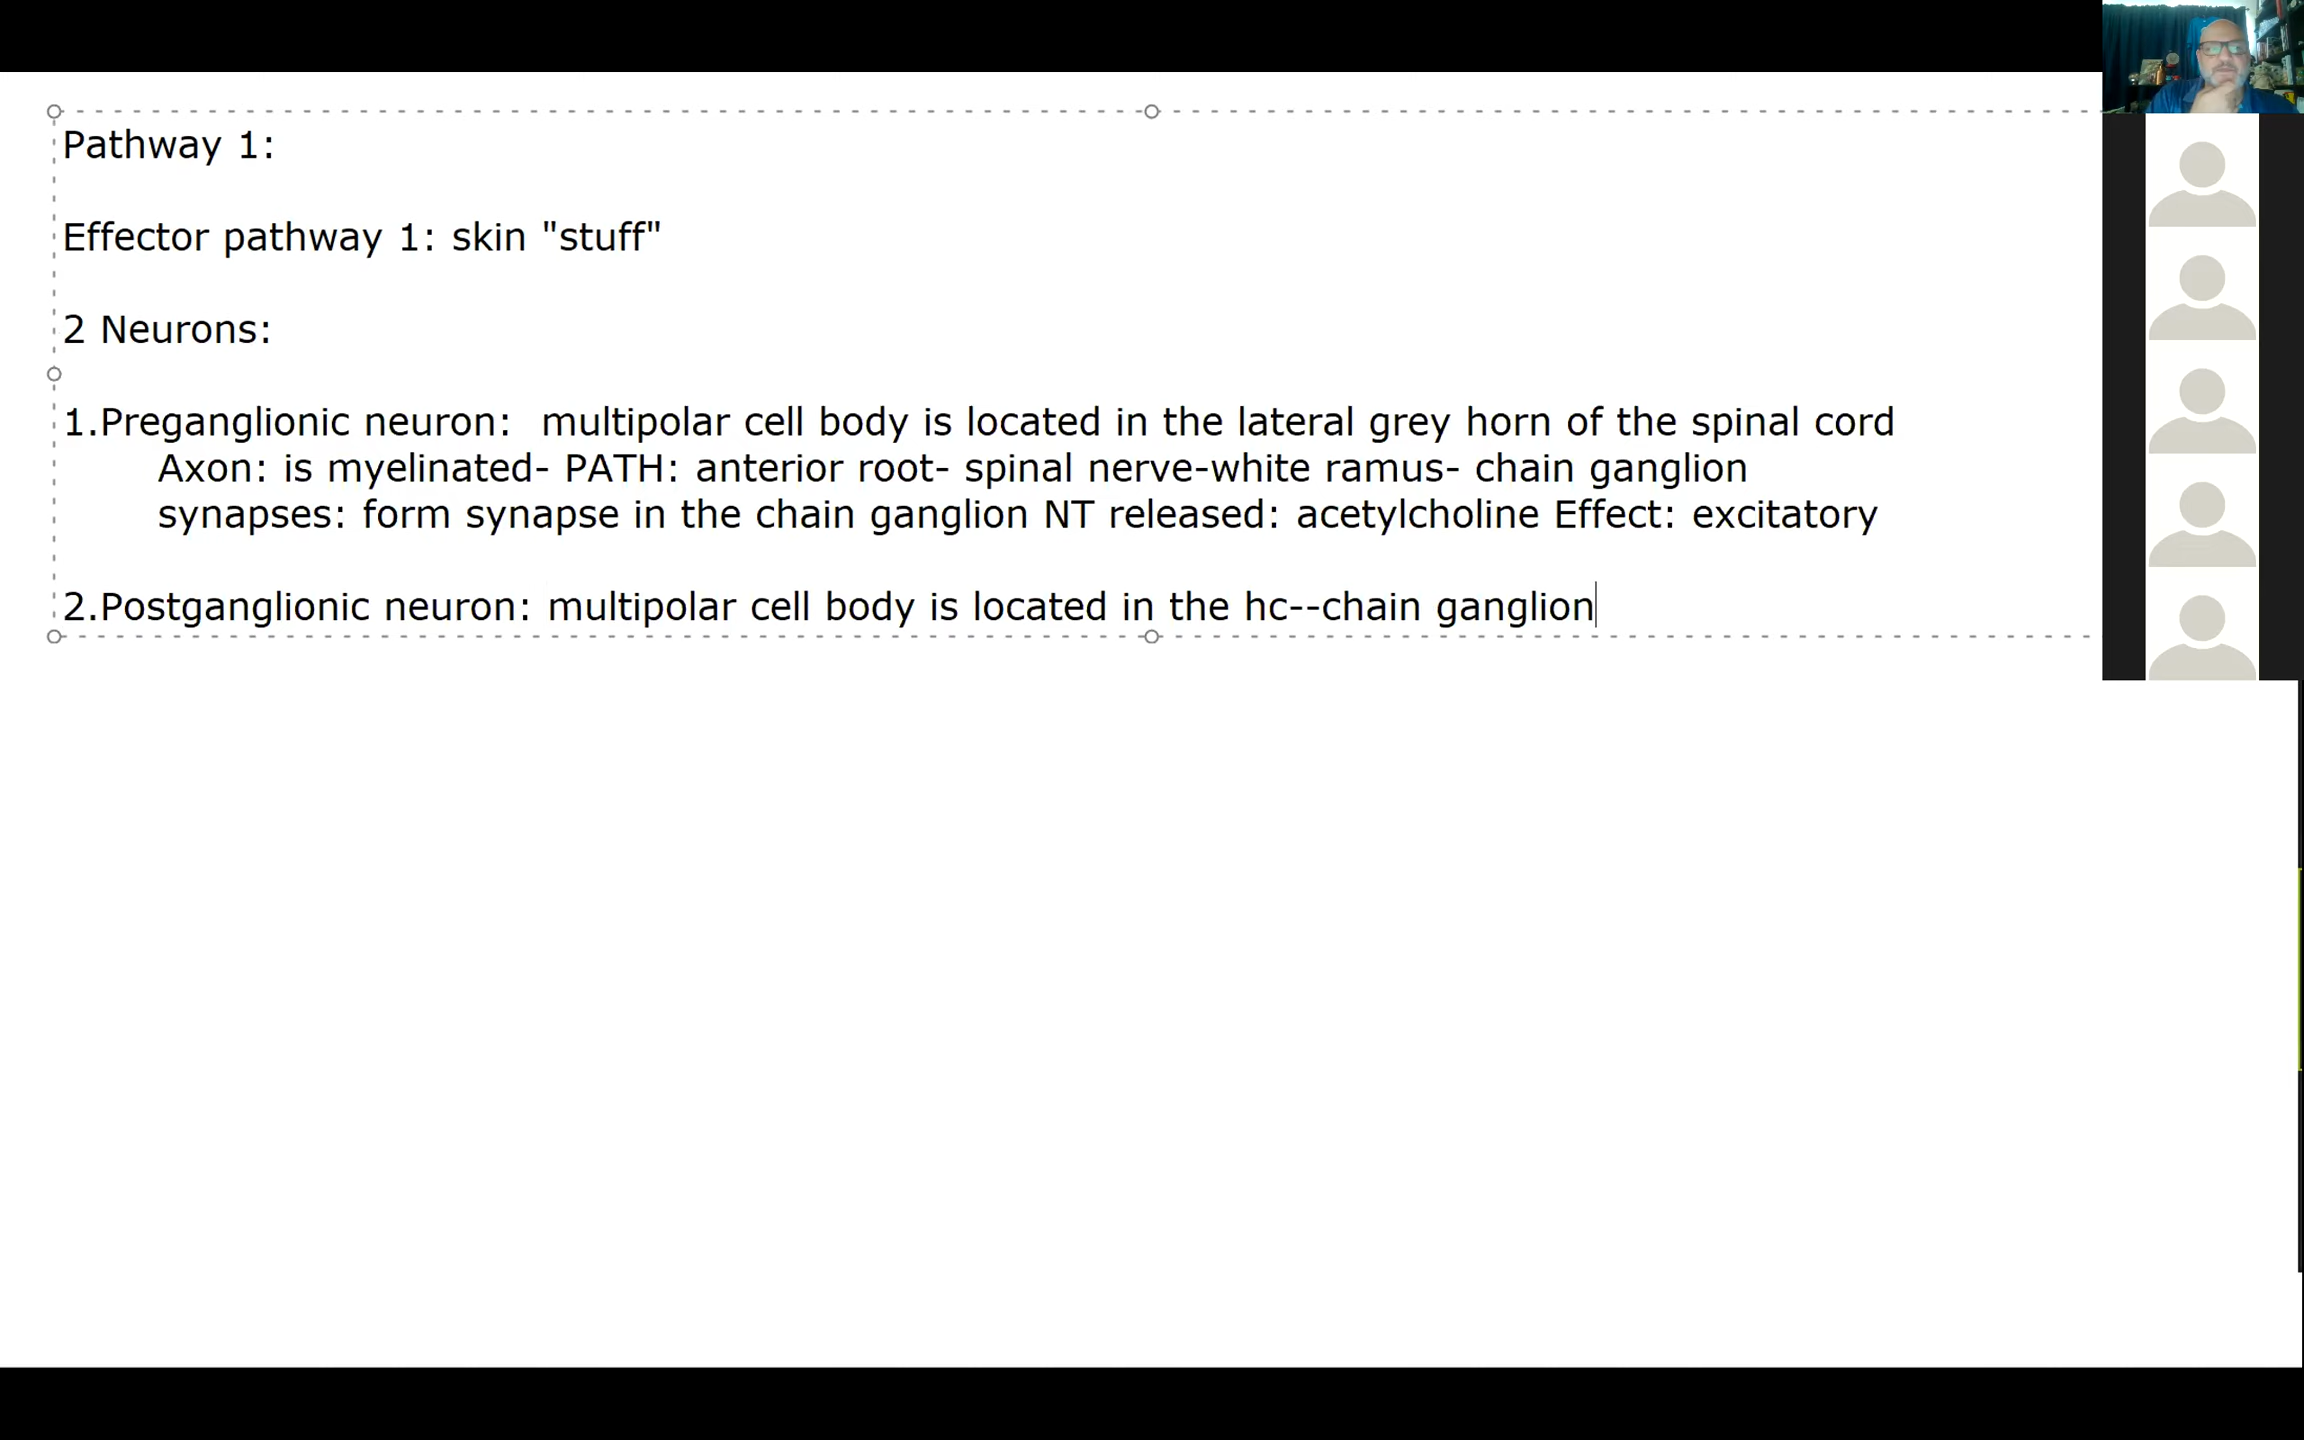 Pathway 1:
Effector pathway 1: skin "stuff"
2 Neurons:
1.Preganglionic neuron:  multipolar cell body is located in the lateral grey horn of the spinal cord
Axon: is myelinated- PATH: anterior root- spinal nerve-white ramus- chain ganglion
synapses: form synapse in the chain ganglion NT released: acetylcholine Effect: excitatory
2.Postganglionic neuron: multipolar cell body is located in the hc--chain ganglion